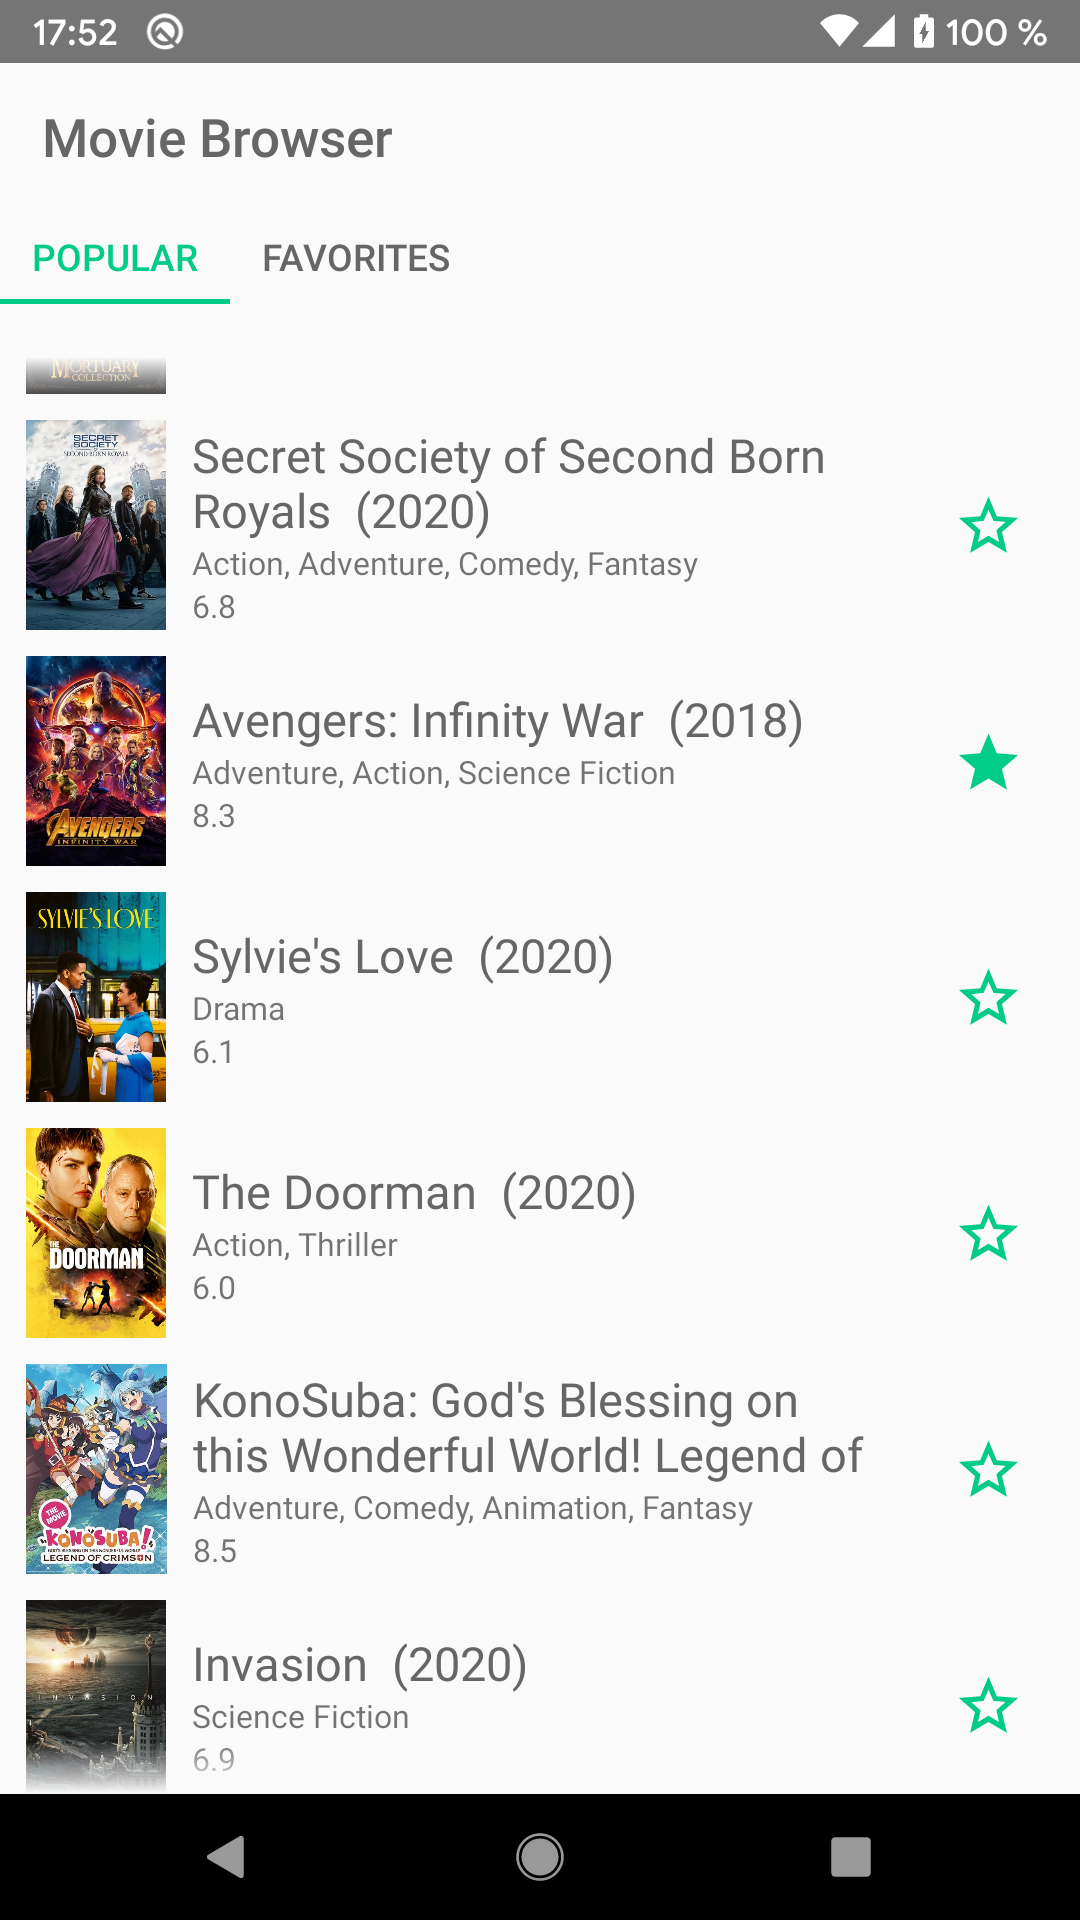 17:52
100 %
Movie Browser
POPULAR
FAVORITES
MORTUARY
COLLECTION
SECRET
SOCIETY
SECOND BORN ROYALS
Secret Society of Second Born
Royals (2020)
Action, Adventure, Comedy, Fantasy
6.8
AVENGERS
INFINITY WAR
Avengers: Infinity War (2018)
Adventure, Action, Science Fiction
8.3
SYLVIE'S LOVE
Sylvie's Love (2020)
Drama
6.1
THE
DOORMAN
The Doorman (2020)
Action, Thriller
6.0
THE
MOVIE
KONOSUBA!
LEGEND OF CRIMSON
KonoSuba: God's Blessing on
this Wonderful World! Legend of
Adventure, Comedy, Animation, Fantasy
8.5
INVASION
Invasion (2020)
Science Fiction
6.9